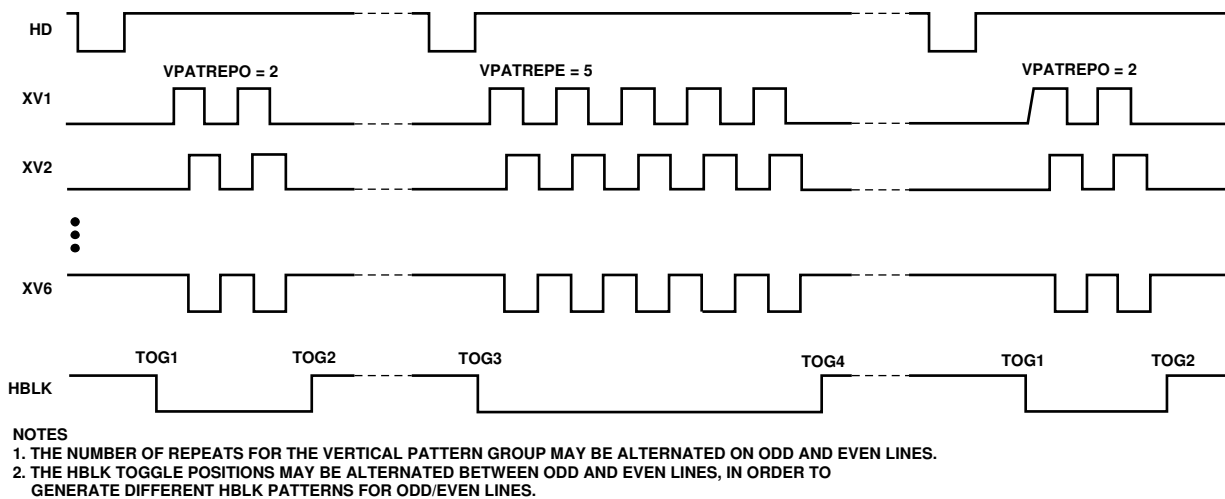 HD
VPATREPO = 2
VPATREPE = 5
VPATREPO = 2
XV1
XV2
XV6
TOG1
TOG2
TOG3
TOG4
TOG1
TOG2
HBLK
NOTES
1. THE NUMBER OF REPEATS FOR THE VERTICAL PATTERN GROUP MAY BE ALTERNATED ON ODD AND EVEN LINES.
2. THE HBLK TOGGLE POSITIONS MAY BE ALTERNATED BETWEEN ODD AND EVEN LINES, IN ORDER TO
GENERATE DIFFERENT HBLK PATTERNS FOR ODD/EVEN LINES.